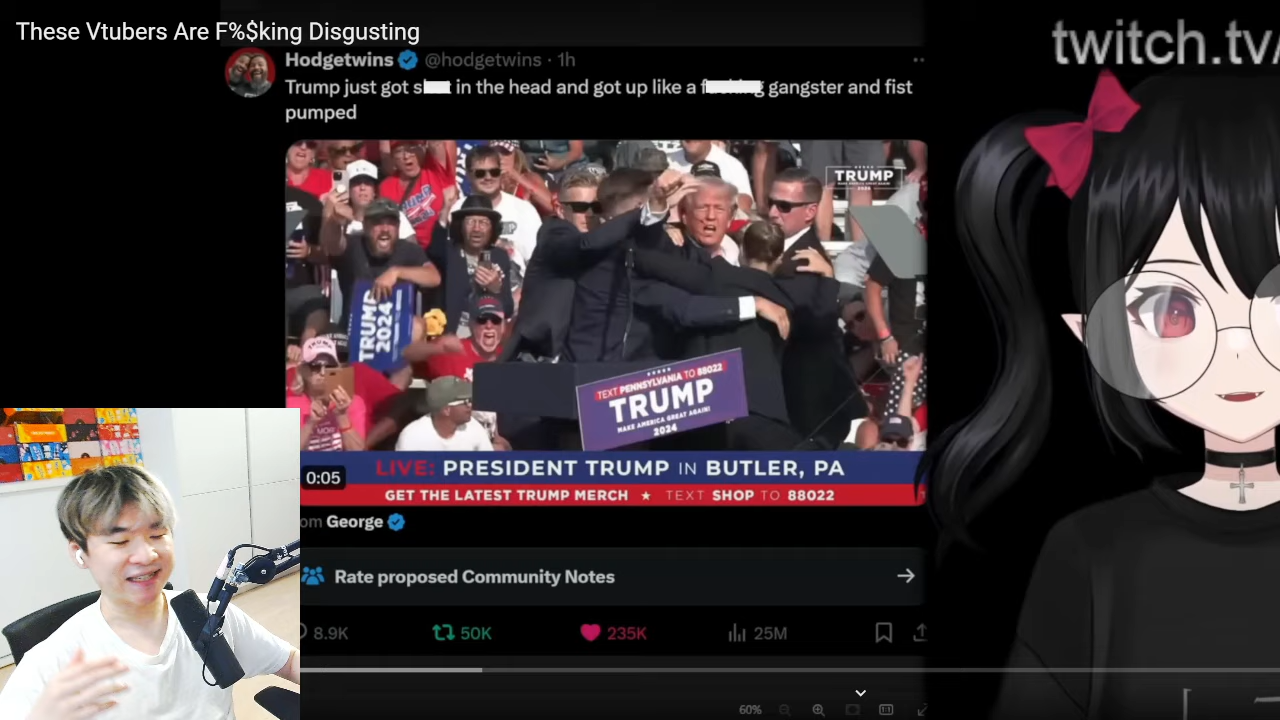 These Vtubers Are F%$king Disgusting
twitch.tv/
Hodgetwins @hodgetwins · 1h
Trump just got s t in the head and got up like a f g gangster and fist
pumped
TRUMP
TRUMP
2024
TEXT PENNSYLVANIA TO 88022
TRUMP
MAKE AMERICA GREAT AGAIN!
2024
LIVE: PRESIDENT TRUMP IN BUTLER, PA
0:05
GET THE LATEST TRUMP MERCH ★ TEXT SHOP TO 88022
om George
Rate proposed Community Notes
8.9K 50K 235K 25M
60%